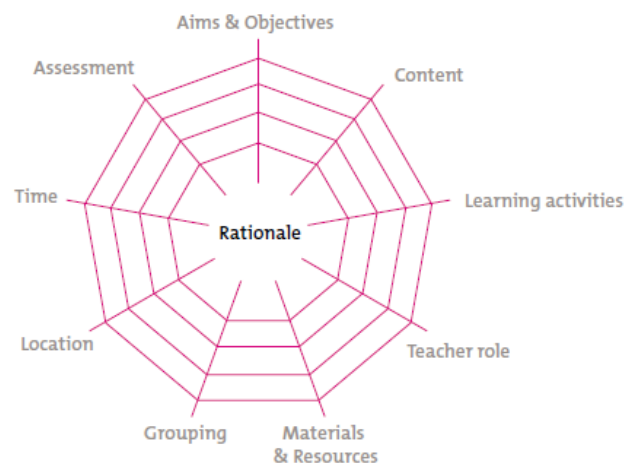 Aims & Objectives
Assessment
Content
Time
Learning activities
Rationale
Location
Teacher role
Grouping
Materials
& Resources